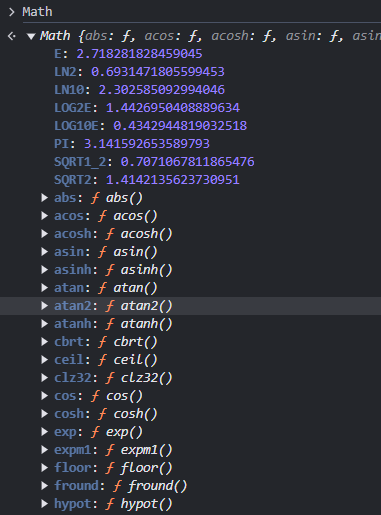 > Math
Math {abs: ƒ, acos: ƒ, acosh: ƒ, asin: ƒ, asin
E: 2.718281828459045
LN2: 0.6931471805599453
LN10: 2.302585092994046
LOG2E: 1.4426950408889634
LOG10E: 0.4342944819032518
PI: 3.141592653589793
SQRT1_2: 0.7071067811865476
SQRT2: 1.4142135623730951
abs: ƒ abs()
acos: ƒ acos()
acosh: ƒ acosh()
asin: ƒ asin()
asinh: ƒ asinh()
atan: ƒ atan()
atan2: ƒ atan2()
atanh: ƒ atanh()
cbrt: ƒ cbrt()
ceil: ƒ ceil()
clz32: ƒ clz32()
cos: ƒ cos()
cosh: ƒ cosh()
exp: ƒ exp()
expm1: ƒ expm1()
floor: ƒ floor()
fround: ƒ fround()
hypot: ƒ hypot()